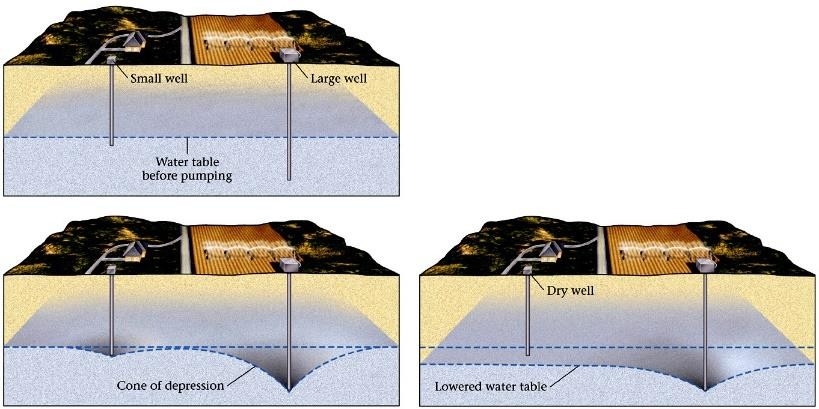 Small well
Large well
Water table
before pumping
Cone of depression
Dry well
Lowered water table